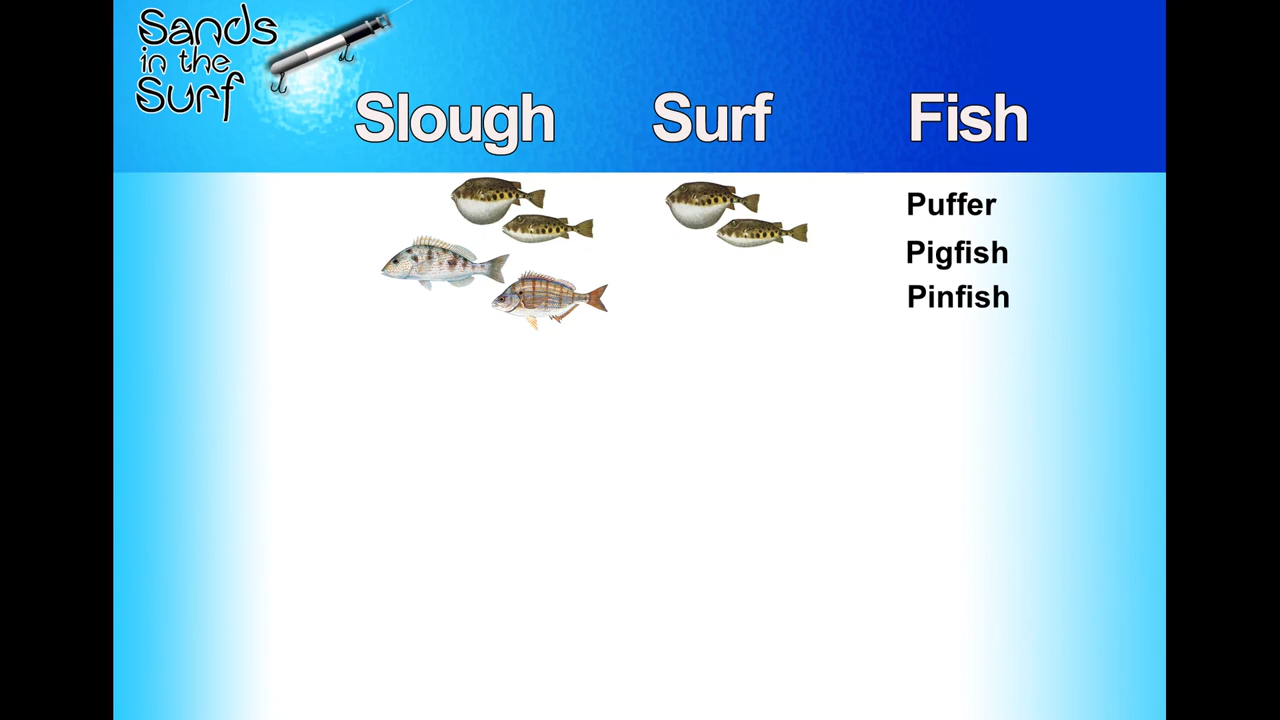 Sands
in the
Surf
Slough Surf Fish
Puffer
Pigfish
Pinfish